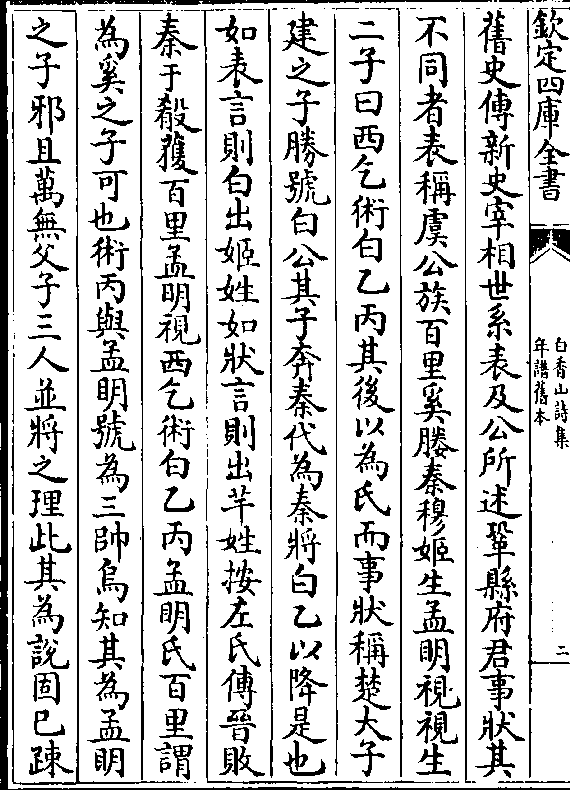 欽定四庫全書
白香山詩集
年譜舊本
二
舊史傳新史宰相世系表及公所述鞏縣府君事狀其
不同者表稱虞公族百里奚媵秦穆姬生孟明視視生
二子曰西乞術白乙丙其後以為氏而事狀稱楚大子
建之子勝號白公其子奔秦代為秦將白乙以降是也
如表言則白出姬姓如狀言則出芊姓按左氏傳晉敗
秦于殽獲百里孟明視西乞術白乙丙孟明氏百里謂
為奚之子可也術丙與孟明號為三帥烏知其為孟明
之子邪且萬無父子三人並將之理此其為說固已疎